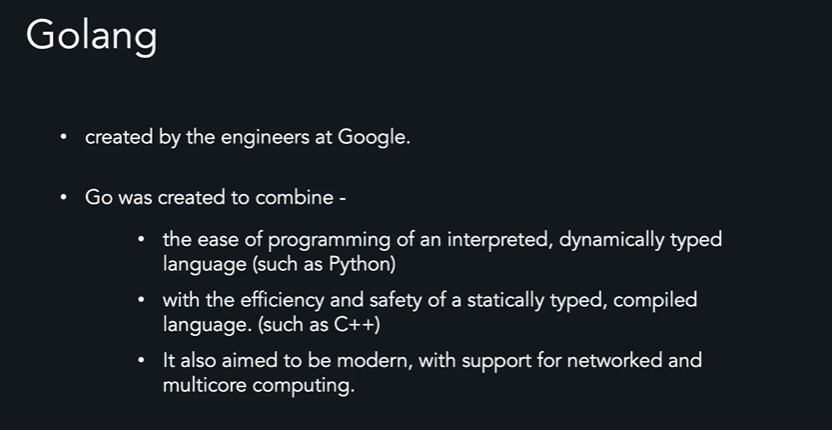 Golang
• created by the engineers at Google.
• Go was created to combine -
• the ease of programming of an interpreted, dynamically typed
language (such as Python)
• with the efficiency and safety of a statically typed, compiled
language. (such as C++)
• It also aimed to be modern, with support for networked and
multicore computing.